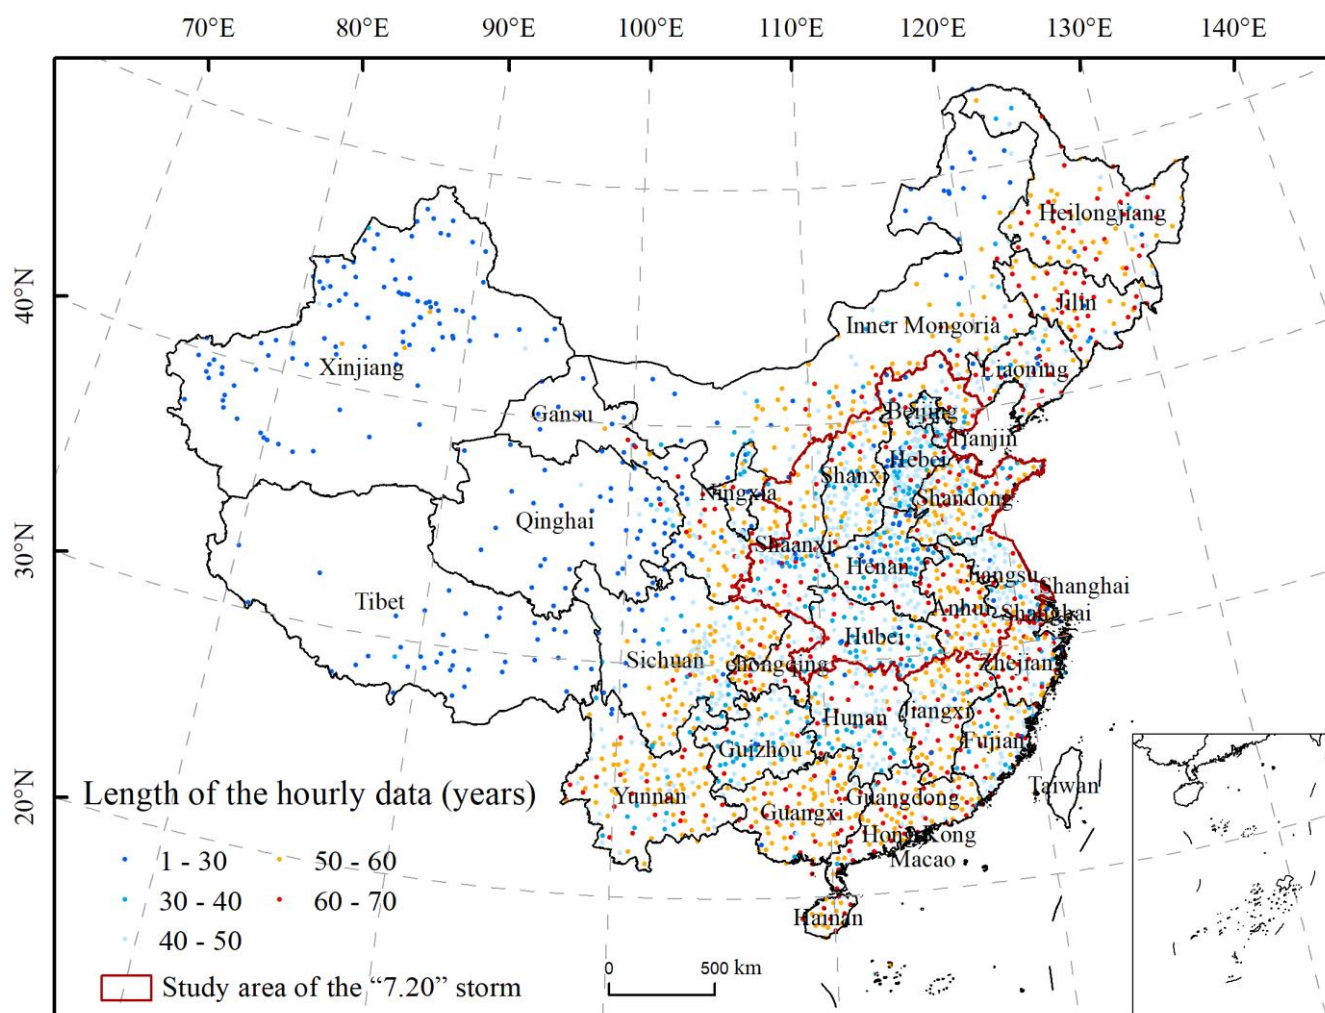 70°E 80°E 90°E 100°E 110°E 120°E 130°E 140°E
40°N
30°N
20°N
Heilongjiang
Jilin
Inner Mongoria
Liaoning
Xinjiang
Gansu
Beijing
Tianjin
Hebei
Shanxi
Ningxia
Shandong
Qinghai
Shaanxi
Henan
Jiangsu
Shanghai
Tibet
Anhui
Shanghai
Hubei
Sichuan
chongqing
Zhejiang
Hunan
Jiangxi
Guizhou
Fujian
Taiwan
Yunnan
Guangxi
Guangdong
Hong Kong
Macao
Hainan
Length of the hourly data (years)
1 - 30
50 - 60
30 - 40
60 - 70
40 - 50
Study area of the “7.20” storm
0 500 km